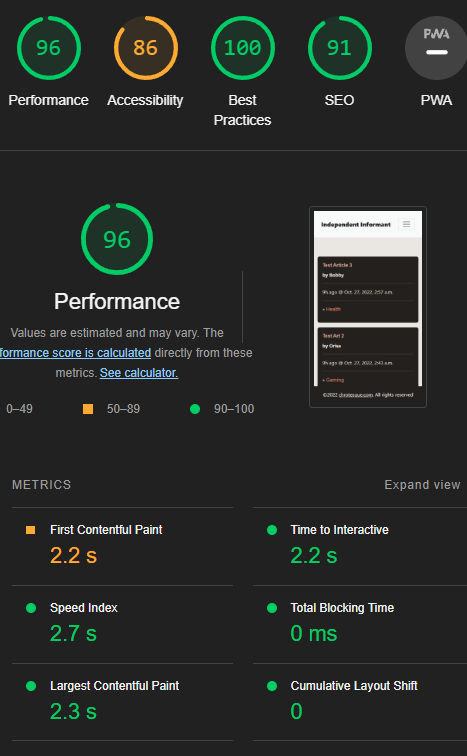 96 86 100 91 PWA
Performance Accessibility Best Practices SEO PWA
96
Performance
Values are estimated and may vary. The
formance score is calculated directly from these
metrics. See calculator.
0–49 50–89 90–100
Independent Informant
Test Article 3
by Bobby
9h ago @ Oct. 27, 2022, 2:57 a.m.
+ Health
Test Art 2
by Criss
9h ago @ Oct. 27, 2022, 2:43 a.m.
+ Gaming
©2022 christesque.com. All rights reserved
METRICS Expand view
First Contentful Paint
2.2 s
Time to Interactive
2.2 s
Speed Index
2.7 s
Total Blocking Time
0 ms
Largest Contentful Paint
2.3 s
Cumulative Layout Shift
0